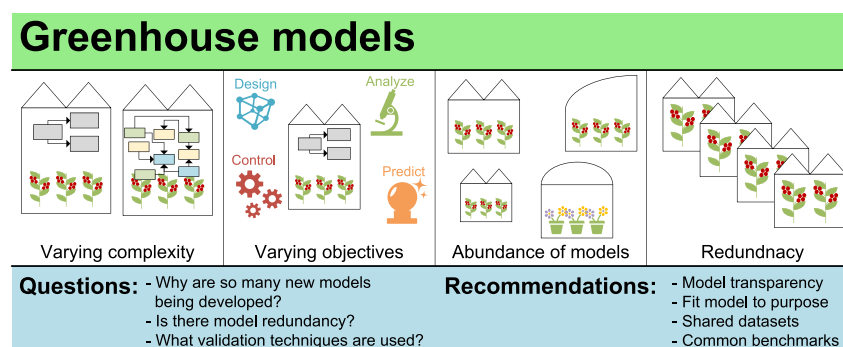 Greenhouse models
Design
Analyze
Control
Predict
Varying complexity
Varying objectives
Abundance of models
Redundnacy
Questions:
- Why are so many new models
being developed?
- Is there model redundancy?
- What validation techniques are used?
Recommendations:
- Model transparency
- Fit model to purpose
- Shared datasets
- Common benchmarks